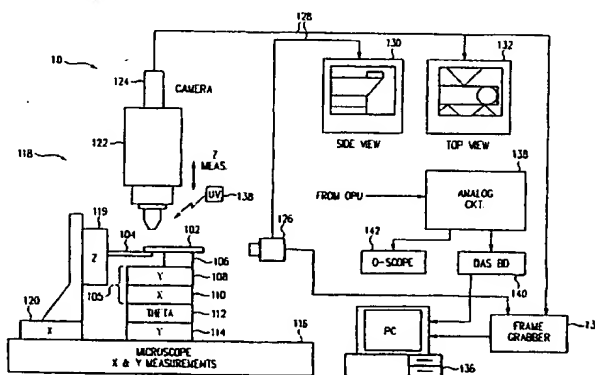 128
10
130
132
124
CAMERA
122
118
Z
MEAS.
SIDE VIEW
TOP VIEW
138
UV
138
FROM OPU
ANALOG
CKT.
119
104
102
126
142
Z
106
O-SCOPE
DAS BD
Y
108
105
X
110
140
120
THETA
112
PC
FRAME
GRABBER
X
Y
114
116
MICROSCOPE
X & Y MEASUREMENTS
136